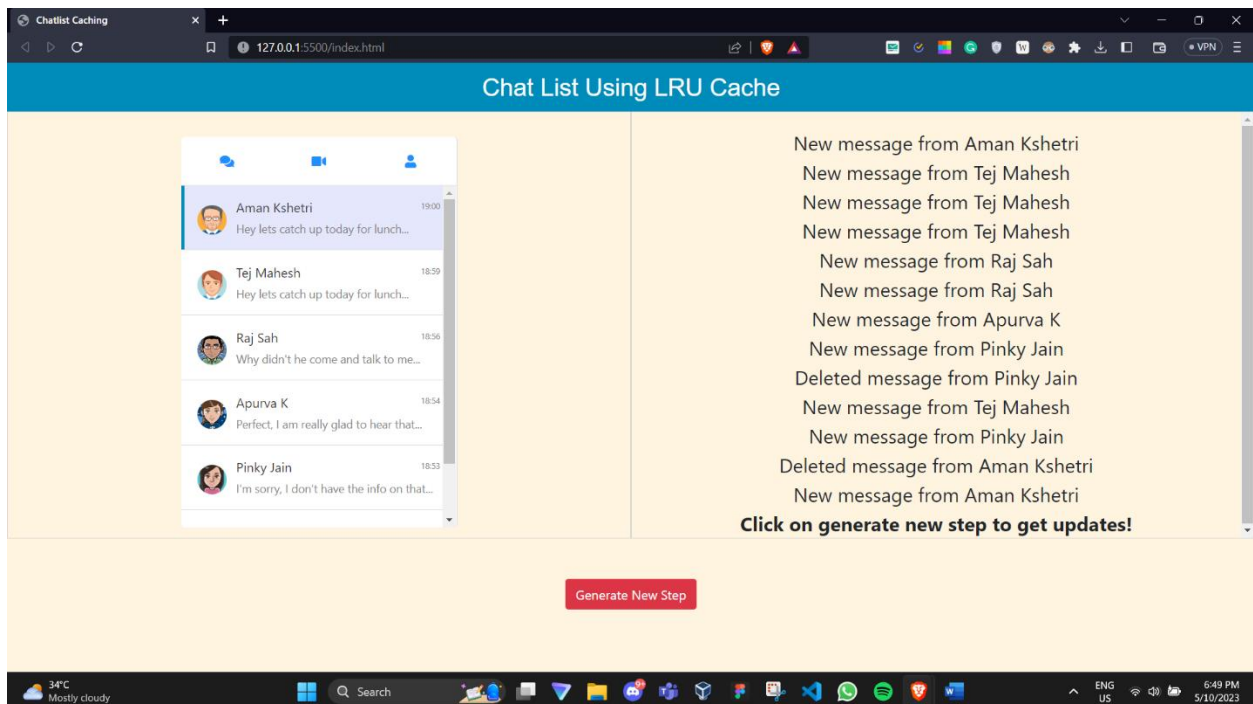 Chatlist Caching
127.0.0.1:5500/index.html
VPN
Chat List Using LRU Cache
Aman Kshetri 19:00
Hey lets catch up today for lunch...
Tej Mahesh 18:59
Hey lets catch up today for lunch...
Raj Sah 18:56
Why didn't he come and talk to me...
Apurva K 18:54
Perfect, I am really glad to hear that...
Pinky Jain 18:53
I'm sorry, I don't have the info on that...
New message from Aman Kshetri
New message from Tej Mahesh
New message from Tej Mahesh
New message from Tej Mahesh
New message from Raj Sah
New message from Raj Sah
New message from Apurva K
New message from Pinky Jain
Deleted message from Pinky Jain
New message from Tej Mahesh
New message from Pinky Jain
Deleted message from Aman Kshetri
New message from Aman Kshetri
Click on generate new step to get updates!
Generate New Step
34°C
Mostly cloudy
Search
ENG
US
6:49 PM
5/10/2023